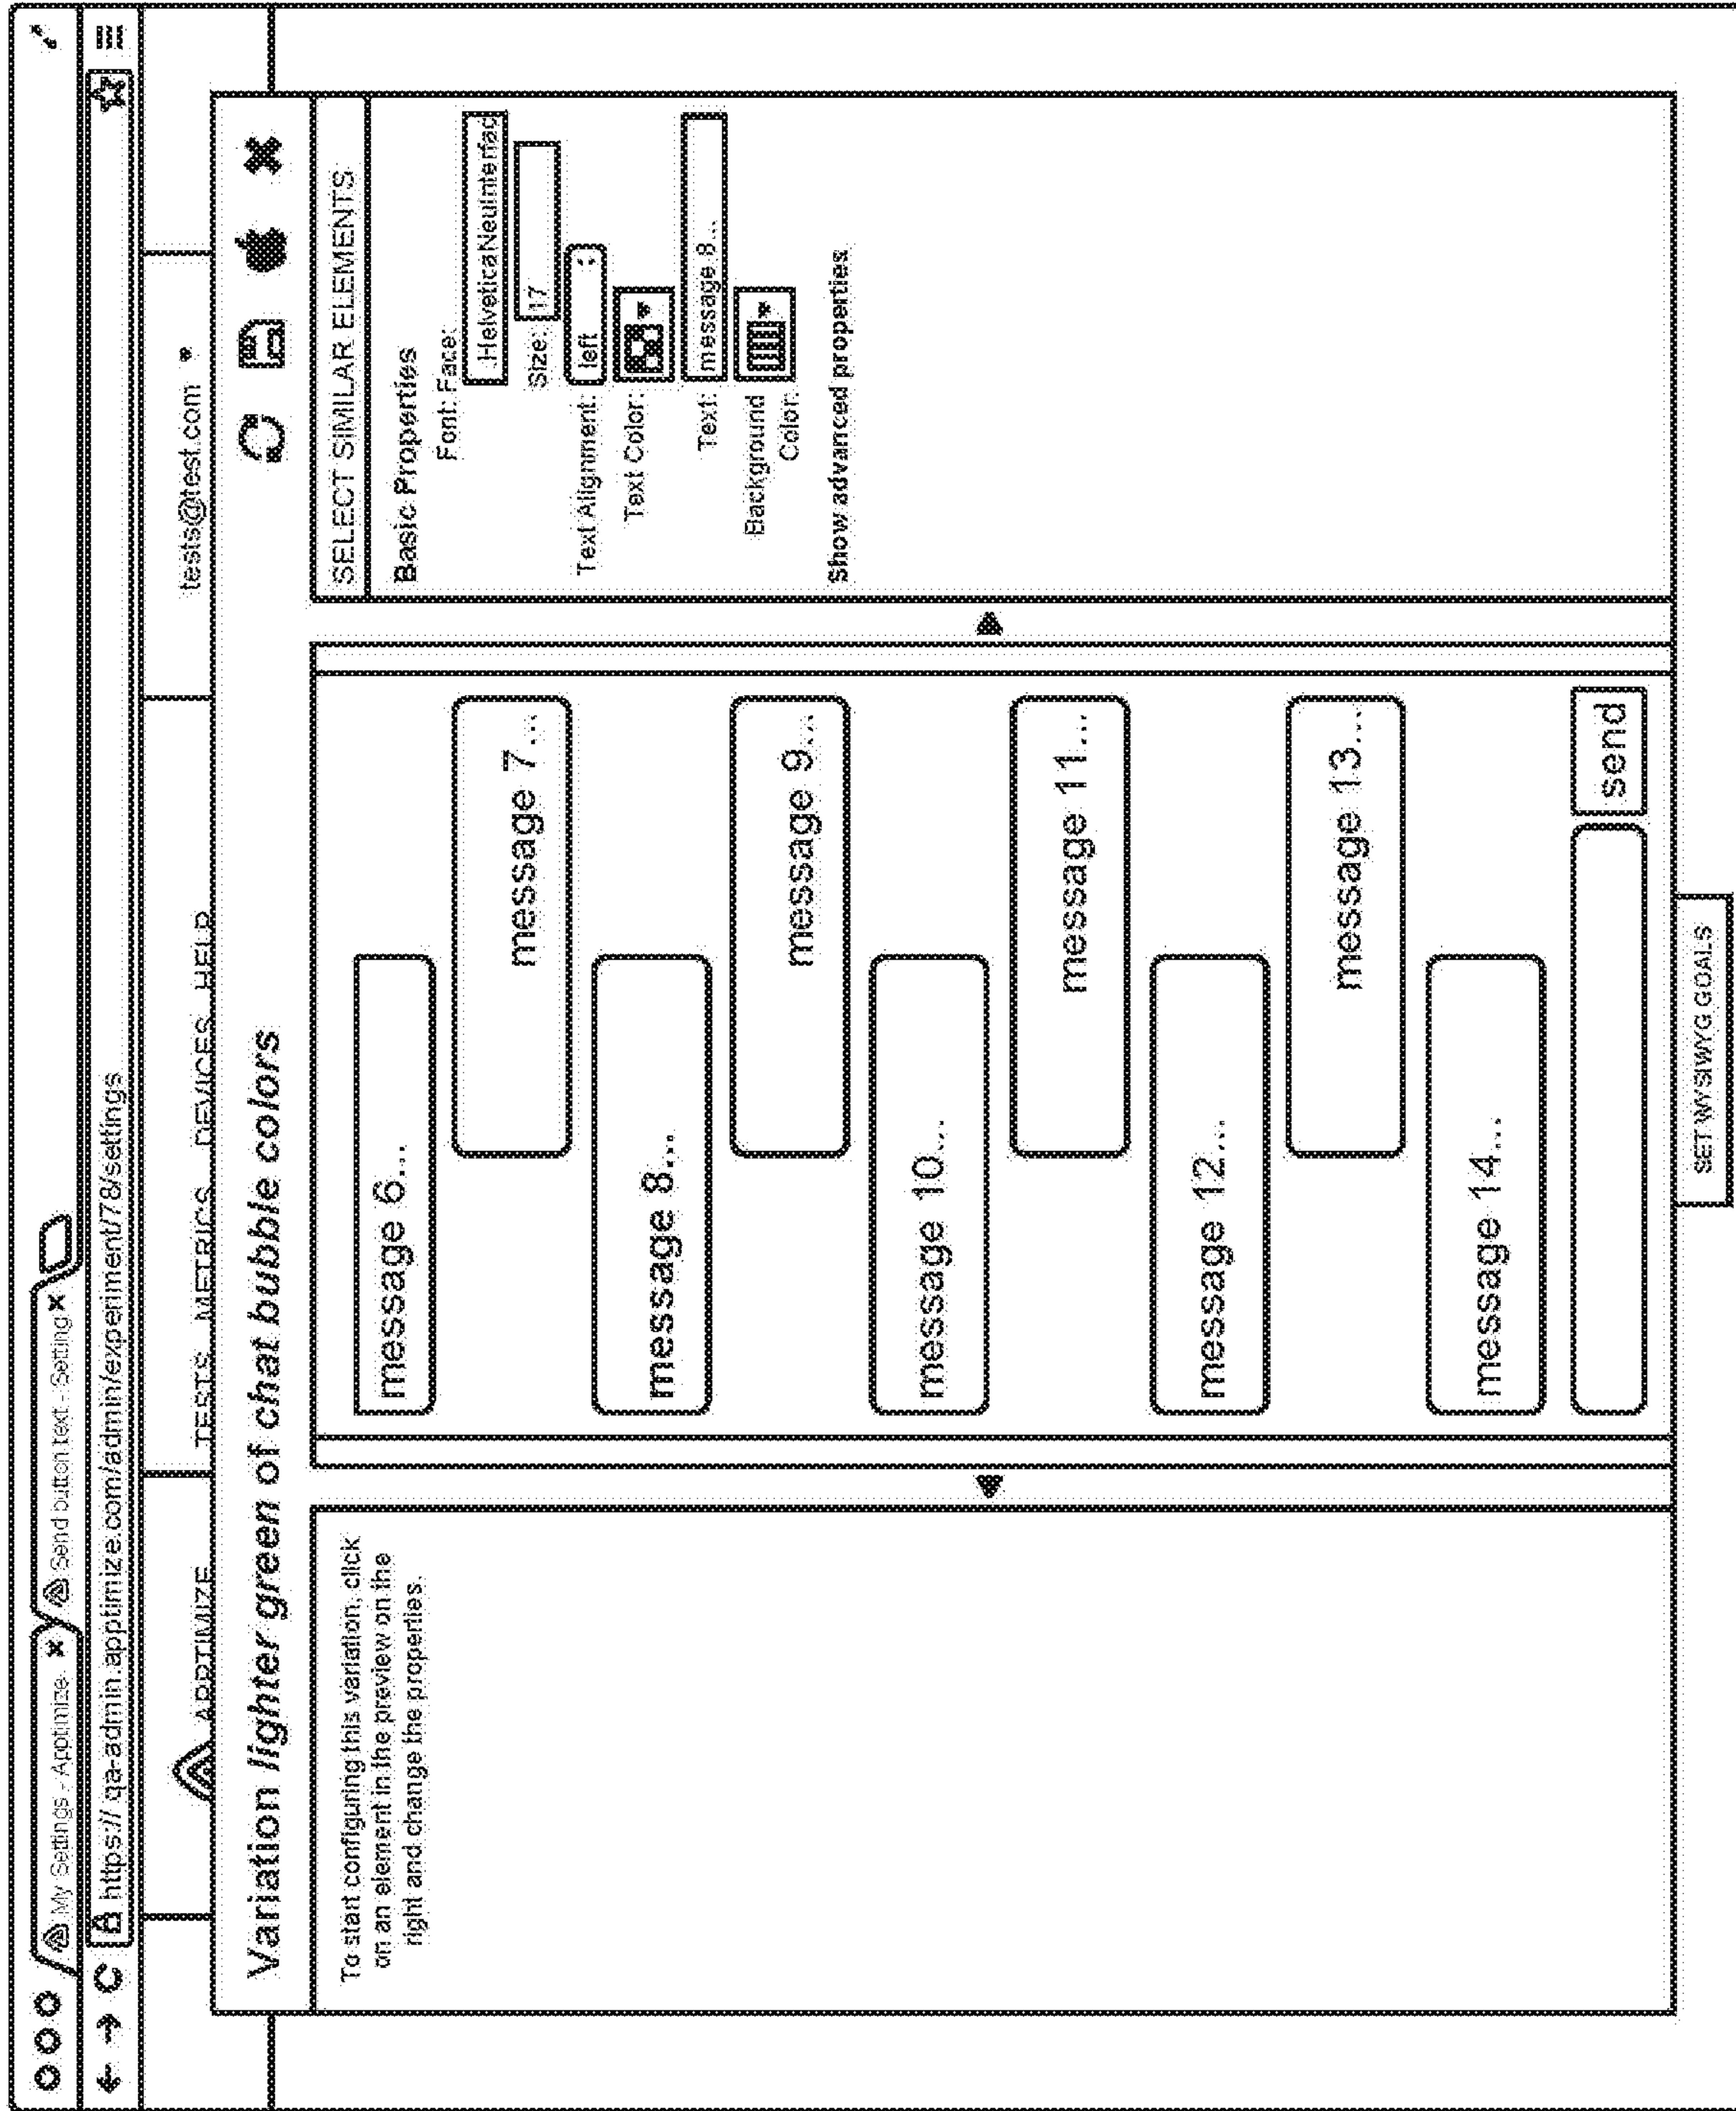 My Settings - Apptimize
Send button text - Setting
https:// qa-admin.apptimize.com/admin/experiment/78/settings
APPTIMIZE
TESTS METRICS DEVICES HELP
tests@test.com
Variation lighter green of chat bubble colors
To start configuring this variation, click
on an element in the preview on the
right and change the properties.
message 6...
message 7...
message 8...
message 9...
message 10...
message 11...
message 12...
message 13...
message 14...
send
SELECT SIMILAR ELEMENTS
Basic Properties
Font: Face:
.HelveticaNeuInterfac
Size: 17
Text Alignment: left
Text Color:
Text: message 8...
Background
Color:
Show advanced properties
SET WYSIWYG GOALS